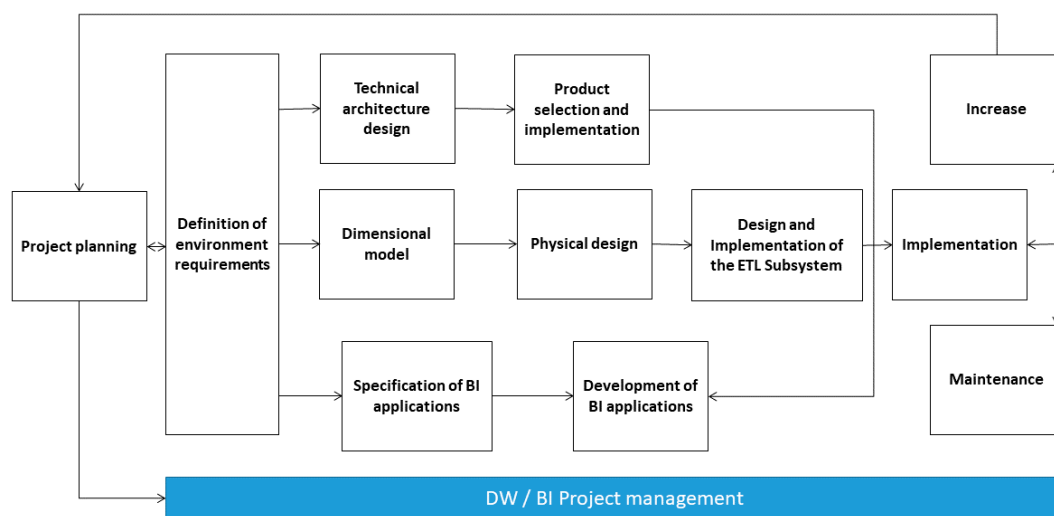 Technical
architecture
design
Product
selection and
implementation
Increase
Project planning
Definition of
environment
requirements
Dimensional
model
Physical design
Design and
Implementation of
the ETL Subsystem
Implementation
Specification of BI
applications
Development of
BI applications
Maintenance
DW / BI Project management